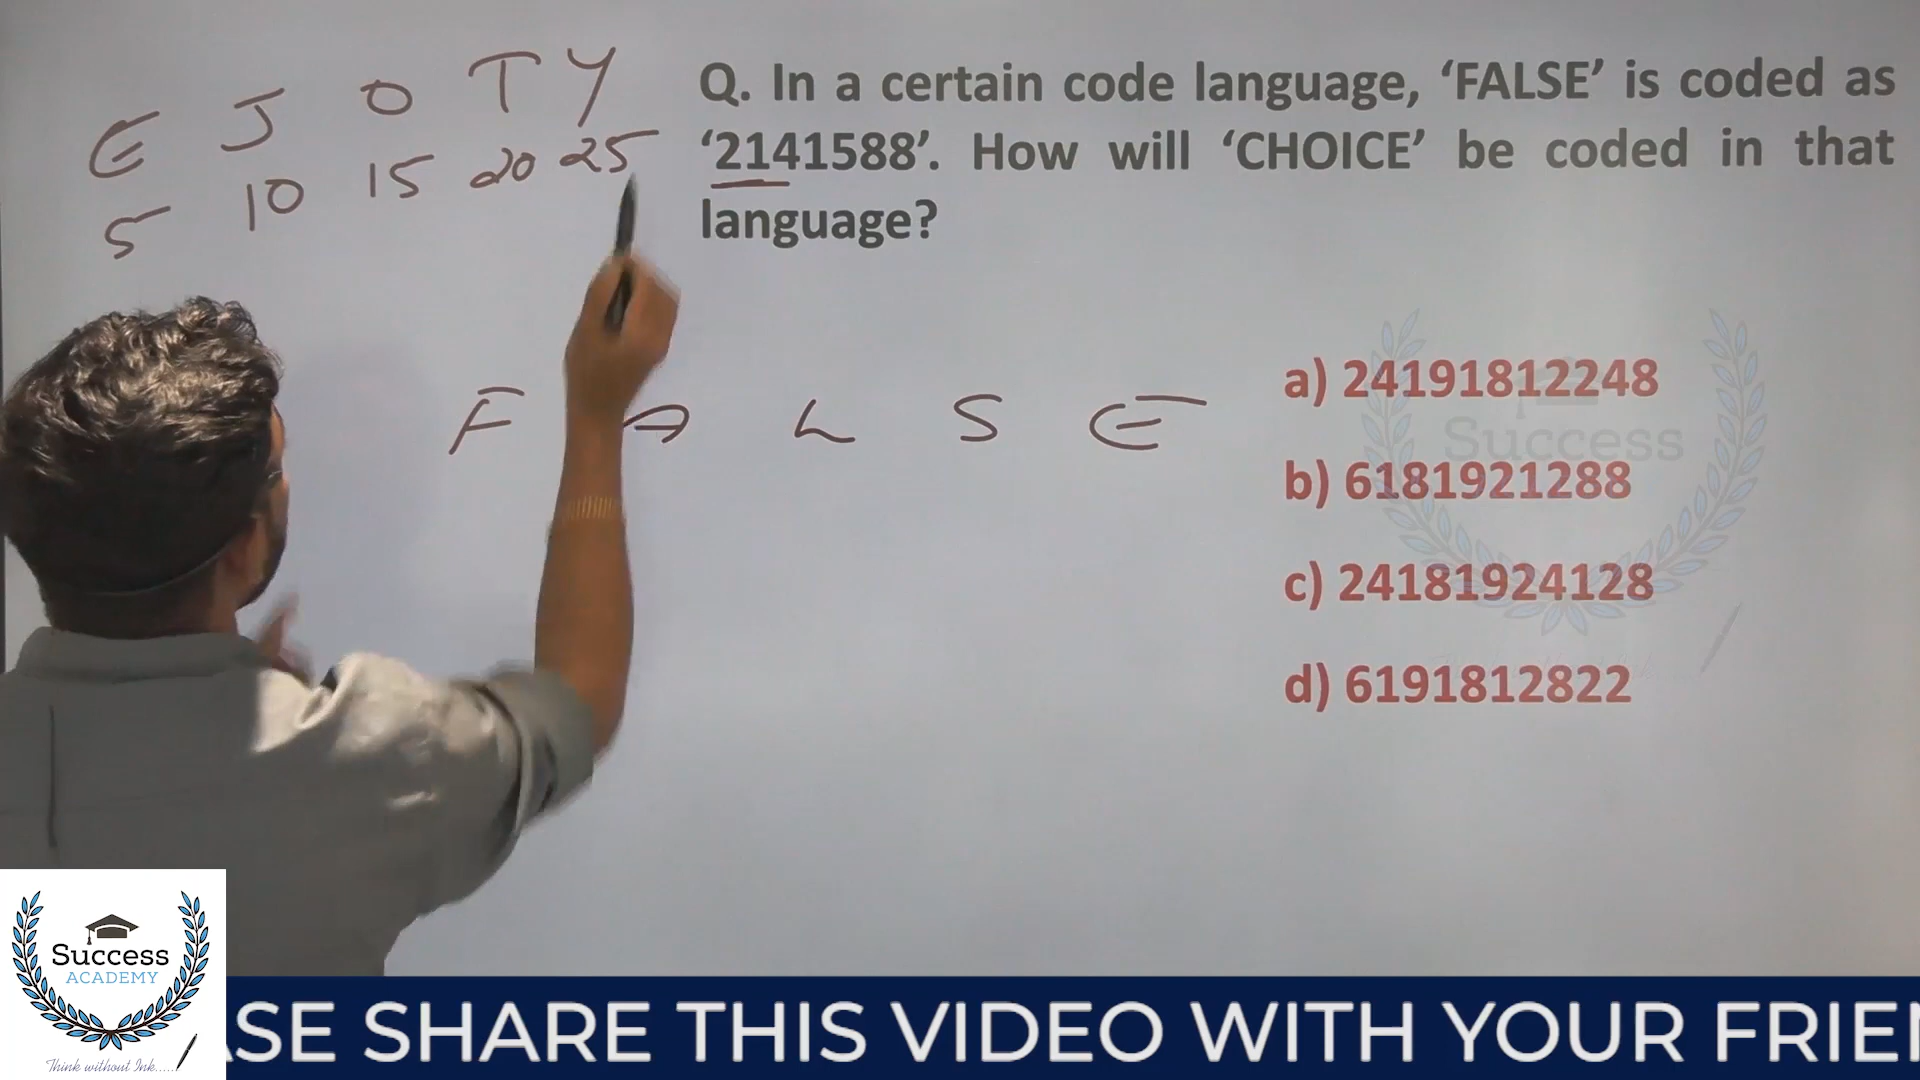 E J O T Y
5 10 15 20 25
Q. In a certain code language, ‘FALSE’ is coded as
‘2141588’. How will ‘CHOICE’ be coded in that
language?
F A L S E
a) 24191812248
b) 6181921288
c) 24181924128
d) 6191812822
Success
Success
ACADEMY
Think without Ink.....
ASE SHARE THIS VIDEO WITH YOUR FRIEN